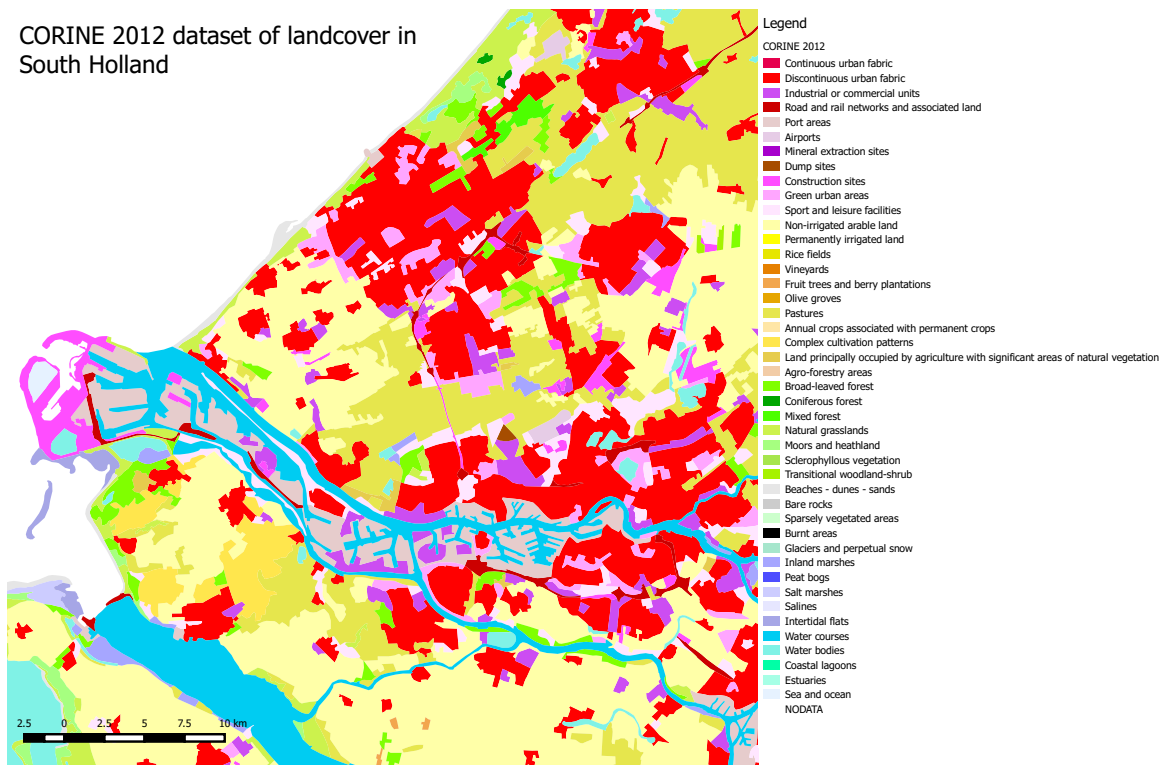 CORINE 2012 dataset of landcover in
South Holland
Legend
CORINE 2012
Continuous urban fabric
Discontinuous urban fabric
Industrial or commercial units
Road and rail networks and associated land
Port areas
Airports
Mineral extraction sites
Dump sites
Construction sites
Green urban areas
Sport and leisure facilities
Non-irrigated arable land
Permanently irrigated land
Rice fields
Vineyards
Fruit trees and berry plantations
Olive groves
Pastures
Annual crops associated with permanent crops
Complex cultivation patterns
Land principally occupied by agriculture with significant areas of natural vegetation
Agro-forestry areas
Broad-leaved forest
Coniferous forest
Mixed forest
Natural grasslands
Moors and heathland
Sclerophyllous vegetation
Transitional woodland-shrub
Beaches - dunes - sands
Bare rocks
Sparsely vegetated areas
Burnt areas
Glaciers and perpetual snow
Inland marshes
Peat bogs
Salt marshes
Salines
Intertidal flats
Water courses
Water bodies
Coastal lagoons
Estuaries
Sea and ocean
NODATA
2.5 0 2.5 5 7.5 10 km